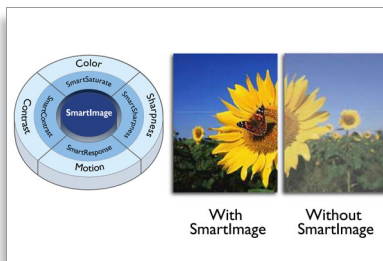 Color
SmartSaturate
Contrast
SmartContrast
SmartImage
SmartSharpness
Sharpness
SmartResponse
Motion
With
SmartImage
Without
SmartImage